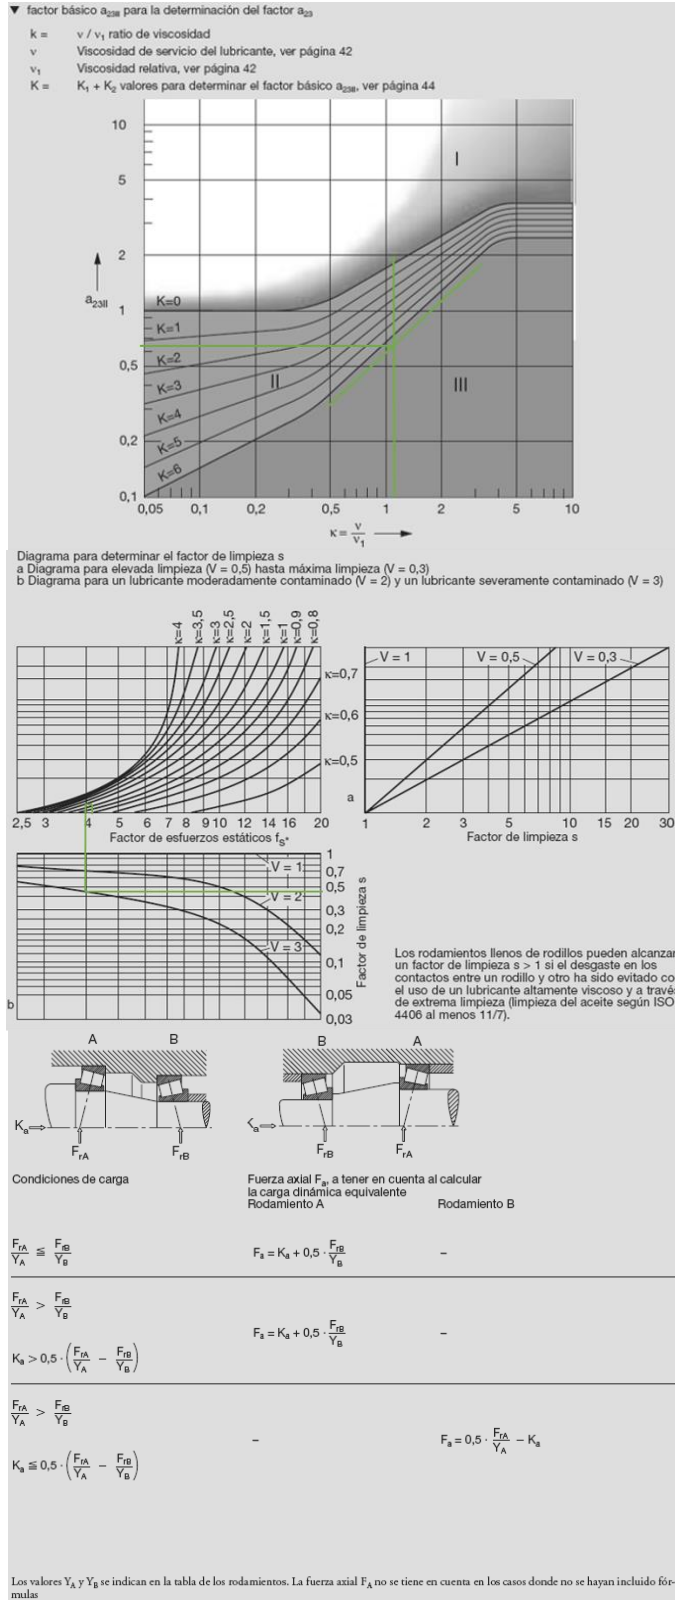 ▼ factor básico a₂₃II para la determinación del factor a₂₃
k = ν / ν₁ ratio de viscosidad
ν Viscosidad de servicio del lubricante, ver página 42
ν₁ Viscosidad relativa, ver página 42
K = K₁ + K₂ valores para determinar el factor básico a₂₃II, ver página 44
10
5
2
1
0,5
0,2
0,1
a₂₃II
I
II
III
K=0
K=1
K=2
K=3
K=4
K=5
K=6
0,05 0,1 0,2 0,5 1 2 5 10
κ = ν/ν₁
Diagrama para determinar el factor de limpieza s
a Diagrama para elevada limpieza (V = 0,5) hasta máxima limpieza (V = 0,3)
b Diagrama para un lubricante moderadamente contaminado (V = 2) y un lubricante severamente contaminado (V = 3)
κ=4 κ=3,5 κ=3 κ=2,5 κ=2 κ=1,5 κ=1 κ=0,9 κ=0,8
κ=0,7
κ=0,6
κ=0,5
V = 1 V = 0,5 V = 0,3
a
2,5 3 4 5 6 7 8 9 10 12 14 16 20
Factor de esfuerzos estáticos fₛ*
1 2 3 5 10 15 20 30
Factor de limpieza s
V = 1
V = 2
V = 3
1
0,7
0,5
0,3
0,2
0,1
0,05
0,03
Factor de limpieza s
b
Los rodamientos llenos de rodillos pueden alcanzar
un factor de limpieza s > 1 si el desgaste en los
contactos entre un rodillo y otro ha sido evitado co
el uso de un lubricante altamente viscoso y a travé
de extrema limpieza (limpieza del aceite según ISO
4406 al menos 11/7).
A B B A
Kₐ Kₐ
FrA FrB FrB FrA
Condiciones de carga
Fuerza axial Fₐ, a tener en cuenta al calcular
la carga dinámica equivalente
Rodamiento A Rodamiento B
FrA/YA ≦ FrB/YB Fₐ = Kₐ + 0,5 · FrB/YB –
FrA/YA > FrB/YB
Fₐ = Kₐ + 0,5 · FrB/YB –
Kₐ > 0,5 · (FrA/YA – FrB/YB)
FrA/YA > FrB/YB
– Fₐ = 0,5 · FrA/YA – Kₐ
Kₐ ≦ 0,5 · (FrA/YA – FrB/YB)
Los valores YA y YB se indican en la tabla de los rodamientos. La fuerza axial FA no se tiene en cuenta en los casos donde no se hayan incluido fór-
mulas